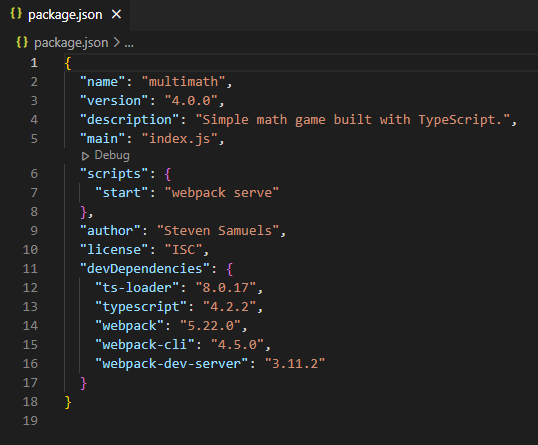 {} package.json ×
{} package.json > ...
1 {
2 "name": "multimath",
3 "version": "4.0.0",
4 "description": "Simple math game built with TypeScript.",
5 "main": "index.js",
Debug
6 "scripts": {
7 "start": "webpack serve"
8 },
9 "author": "Steven Samuels",
10 "license": "ISC",
11 "devDependencies": {
12 "ts-loader": "8.0.17",
13 "typescript": "4.2.2",
14 "webpack": "5.22.0",
15 "webpack-cli": "4.5.0",
16 "webpack-dev-server": "3.11.2"
17 }
18 }
19